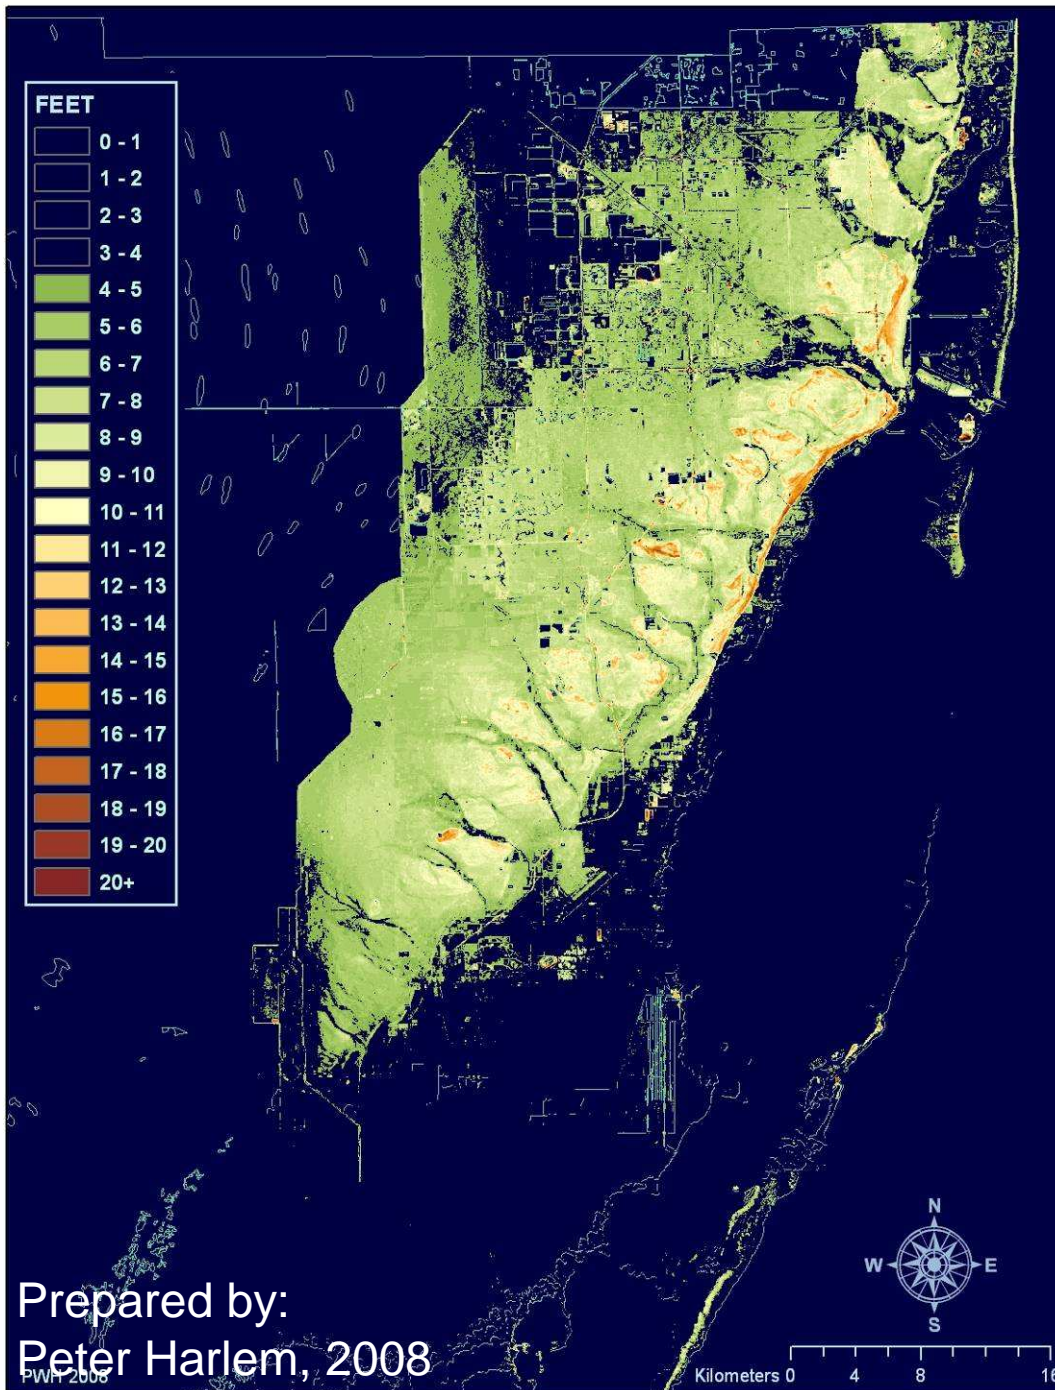 FEET
0 - 1
1 - 2
2 - 3
3 - 4
4 - 5
5 - 6
6 - 7
7 - 8
8 - 9
9 - 10
10 - 11
11 - 12
12 - 13
13 - 14
14 - 15
15 - 16
16 - 17
17 - 18
18 - 19
19 - 20
20+
N
W E
S
Prepared by:
Peter Harlem, 2008
PWH 2008
Kilometers 0 4 8 16